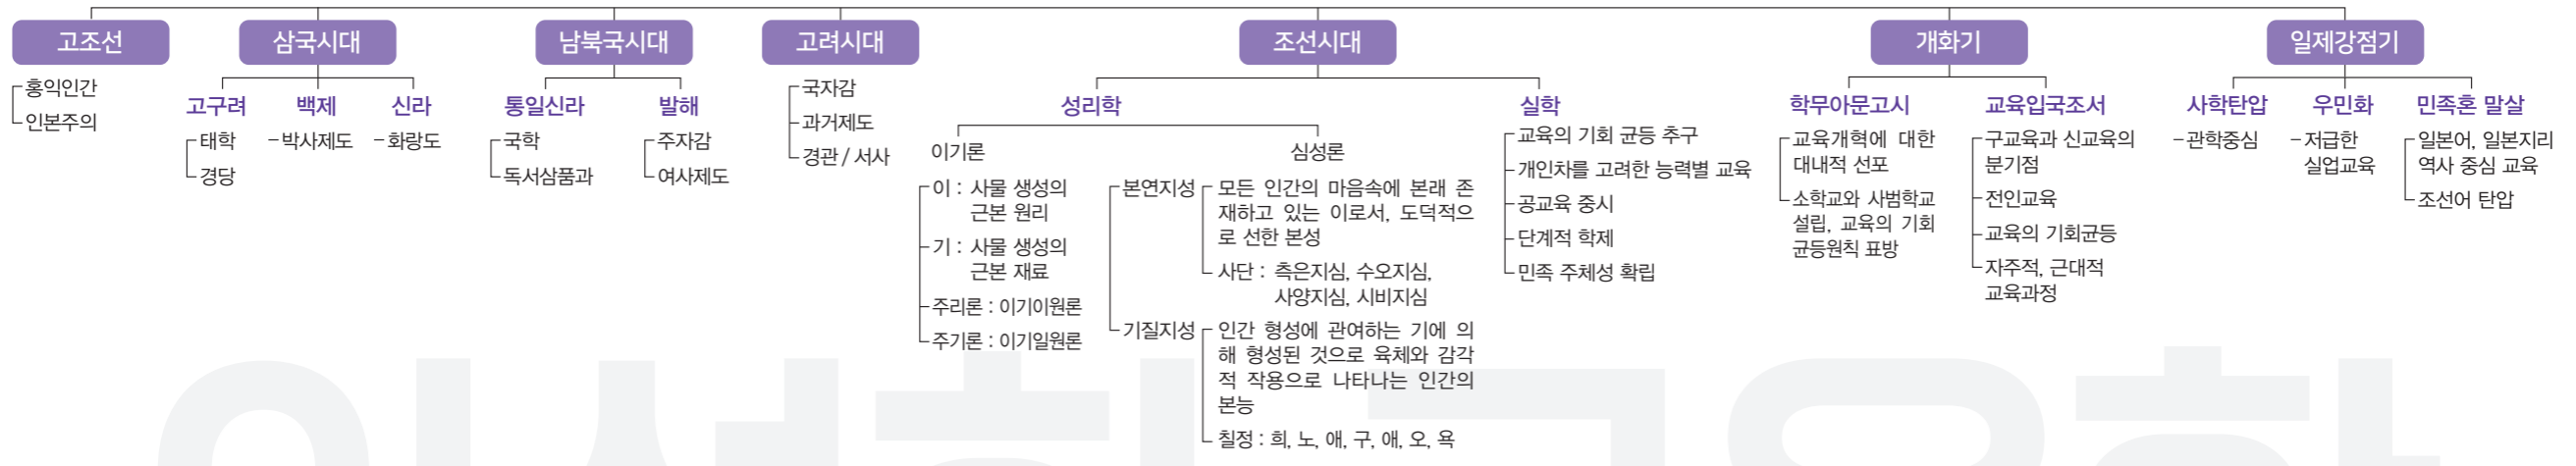 고조선
홍익인간
인본주의
삼국시대
고구려
태학
경당
백제
박사제도
신라
화랑도
남북국시대
통일신라
국학
독서삼품과
발해
주자감
여사제도
고려시대
국자감
과거제도
경관 / 서사
조선시대
성리학
이기론
이 : 사물 생성의
근본 원리
기 : 사물 생성의
근본 재료
주리론 : 이기이원론
주기론 : 이기일원론
심성론
본연지성
모든 인간의 마음속에 본래 존
재하고 있는 이로서, 도덕적으
로 선한 본성
사단 : 측은지심, 수오지심,
사양지심, 시비지심
기질지성
인간 형성에 관여하는 기에 의
해 형성된 것으로 육체와 감각
적 작용으로 나타나는 인간의
본능
칠정 : 희, 노, 애, 구, 애, 오, 욕
실학
교육의 기회 균등 추구
개인차를 고려한 능력별 교육
공교육 중시
단계적 학제
민족 주체성 확립
개화기
학무아문고시
교육개혁에 대한
대내적 선포
소학교와 사범학교
설립, 교육의 기회
균등원칙 표방
교육입국조서
구교육과 신교육의
분기점
전인교육
교육의 기회균등
자주적, 근대적
교육과정
일제강점기
사학탄압
관학중심
우민화
저급한
실업교육
민족혼 말살
일본어, 일본지리
역사 중심 교육
조선어 탄압